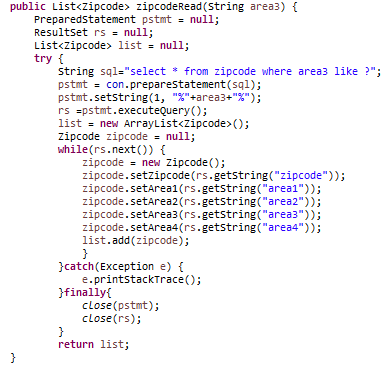 public List<Zipcode> zipcodeRead(String area3) {
PreparedStatement pstmt = null;
ResultSet rs = null;
List<Zipcode> list = null;
try {
String sql="select * from zipcode where area3 like ?";
pstmt = con.prepareStatement(sql);
pstmt.setString(1, "%"+area3+"%");
rs =pstmt.executeQuery();
list = new ArrayList<Zipcode>();
Zipcode zipcode = null;
while(rs.next()) {
zipcode = new Zipcode();
zipcode.setZipcode(rs.getString("zipcode"));
zipcode.setArea1(rs.getString("area1"));
zipcode.setArea2(rs.getString("area2"));
zipcode.setArea3(rs.getString("area3"));
zipcode.setArea4(rs.getString("area4"));
list.add(zipcode);
}
}catch(Exception e) {
e.printStackTrace();
}finally{
close(pstmt);
close(rs);
}
return list;
}